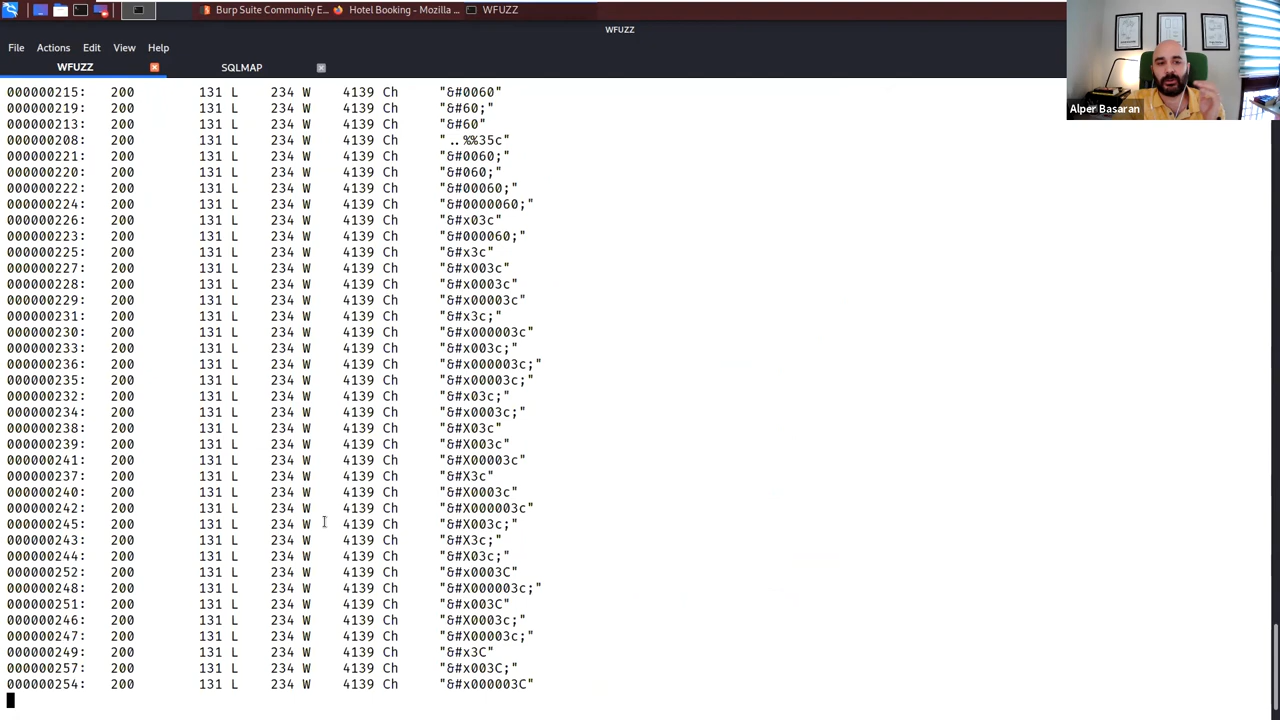 Burp Suite Community E...
Hotel Booking - Mozilla ...
WFUZZ
WFUZZ
File Actions Edit View Help
WFUZZ
SQLMAP
Alper Basaran
000000215: 200 131 L 234 W 4139 Ch "&#0060"
000000219: 200 131 L 234 W 4139 Ch "&#60;"
000000213: 200 131 L 234 W 4139 Ch "&#60"
000000208: 200 131 L 234 W 4139 Ch "..%%35c"
000000221: 200 131 L 234 W 4139 Ch "&#0060;"
000000220: 200 131 L 234 W 4139 Ch "&#060;"
000000222: 200 131 L 234 W 4139 Ch "&#00060;"
000000224: 200 131 L 234 W 4139 Ch "&#0000060;"
000000226: 200 131 L 234 W 4139 Ch "&#x03c"
000000223: 200 131 L 234 W 4139 Ch "&#000060;"
000000225: 200 131 L 234 W 4139 Ch "&#x3c"
000000227: 200 131 L 234 W 4139 Ch "&#x003c"
000000228: 200 131 L 234 W 4139 Ch "&#x0003c"
000000229: 200 131 L 234 W 4139 Ch "&#x00003c"
000000231: 200 131 L 234 W 4139 Ch "&#x3c;"
000000230: 200 131 L 234 W 4139 Ch "&#x000003c"
000000233: 200 131 L 234 W 4139 Ch "&#x003c;"
000000236: 200 131 L 234 W 4139 Ch "&#x000003c;"
000000235: 200 131 L 234 W 4139 Ch "&#x00003c;"
000000232: 200 131 L 234 W 4139 Ch "&#x03c;"
000000234: 200 131 L 234 W 4139 Ch "&#x0003c;"
000000238: 200 131 L 234 W 4139 Ch "&#X03c"
000000239: 200 131 L 234 W 4139 Ch "&#X003c"
000000241: 200 131 L 234 W 4139 Ch "&#X00003c"
000000237: 200 131 L 234 W 4139 Ch "&#X3c"
000000240: 200 131 L 234 W 4139 Ch "&#X0003c"
000000242: 200 131 L 234 W 4139 Ch "&#X000003c"
000000245: 200 131 L 234 W 4139 Ch "&#X003c;"
000000243: 200 131 L 234 W 4139 Ch "&#X3c;"
000000244: 200 131 L 234 W 4139 Ch "&#X03c;"
000000252: 200 131 L 234 W 4139 Ch "&#x0003C"
000000248: 200 131 L 234 W 4139 Ch "&#X000003c;"
000000251: 200 131 L 234 W 4139 Ch "&#x003C"
000000246: 200 131 L 234 W 4139 Ch "&#X0003c;"
000000247: 200 131 L 234 W 4139 Ch "&#X00003c;"
000000249: 200 131 L 234 W 4139 Ch "&#x3C"
000000257: 200 131 L 234 W 4139 Ch "&#x003C;"
000000254: 200 131 L 234 W 4139 Ch "&#x000003C"